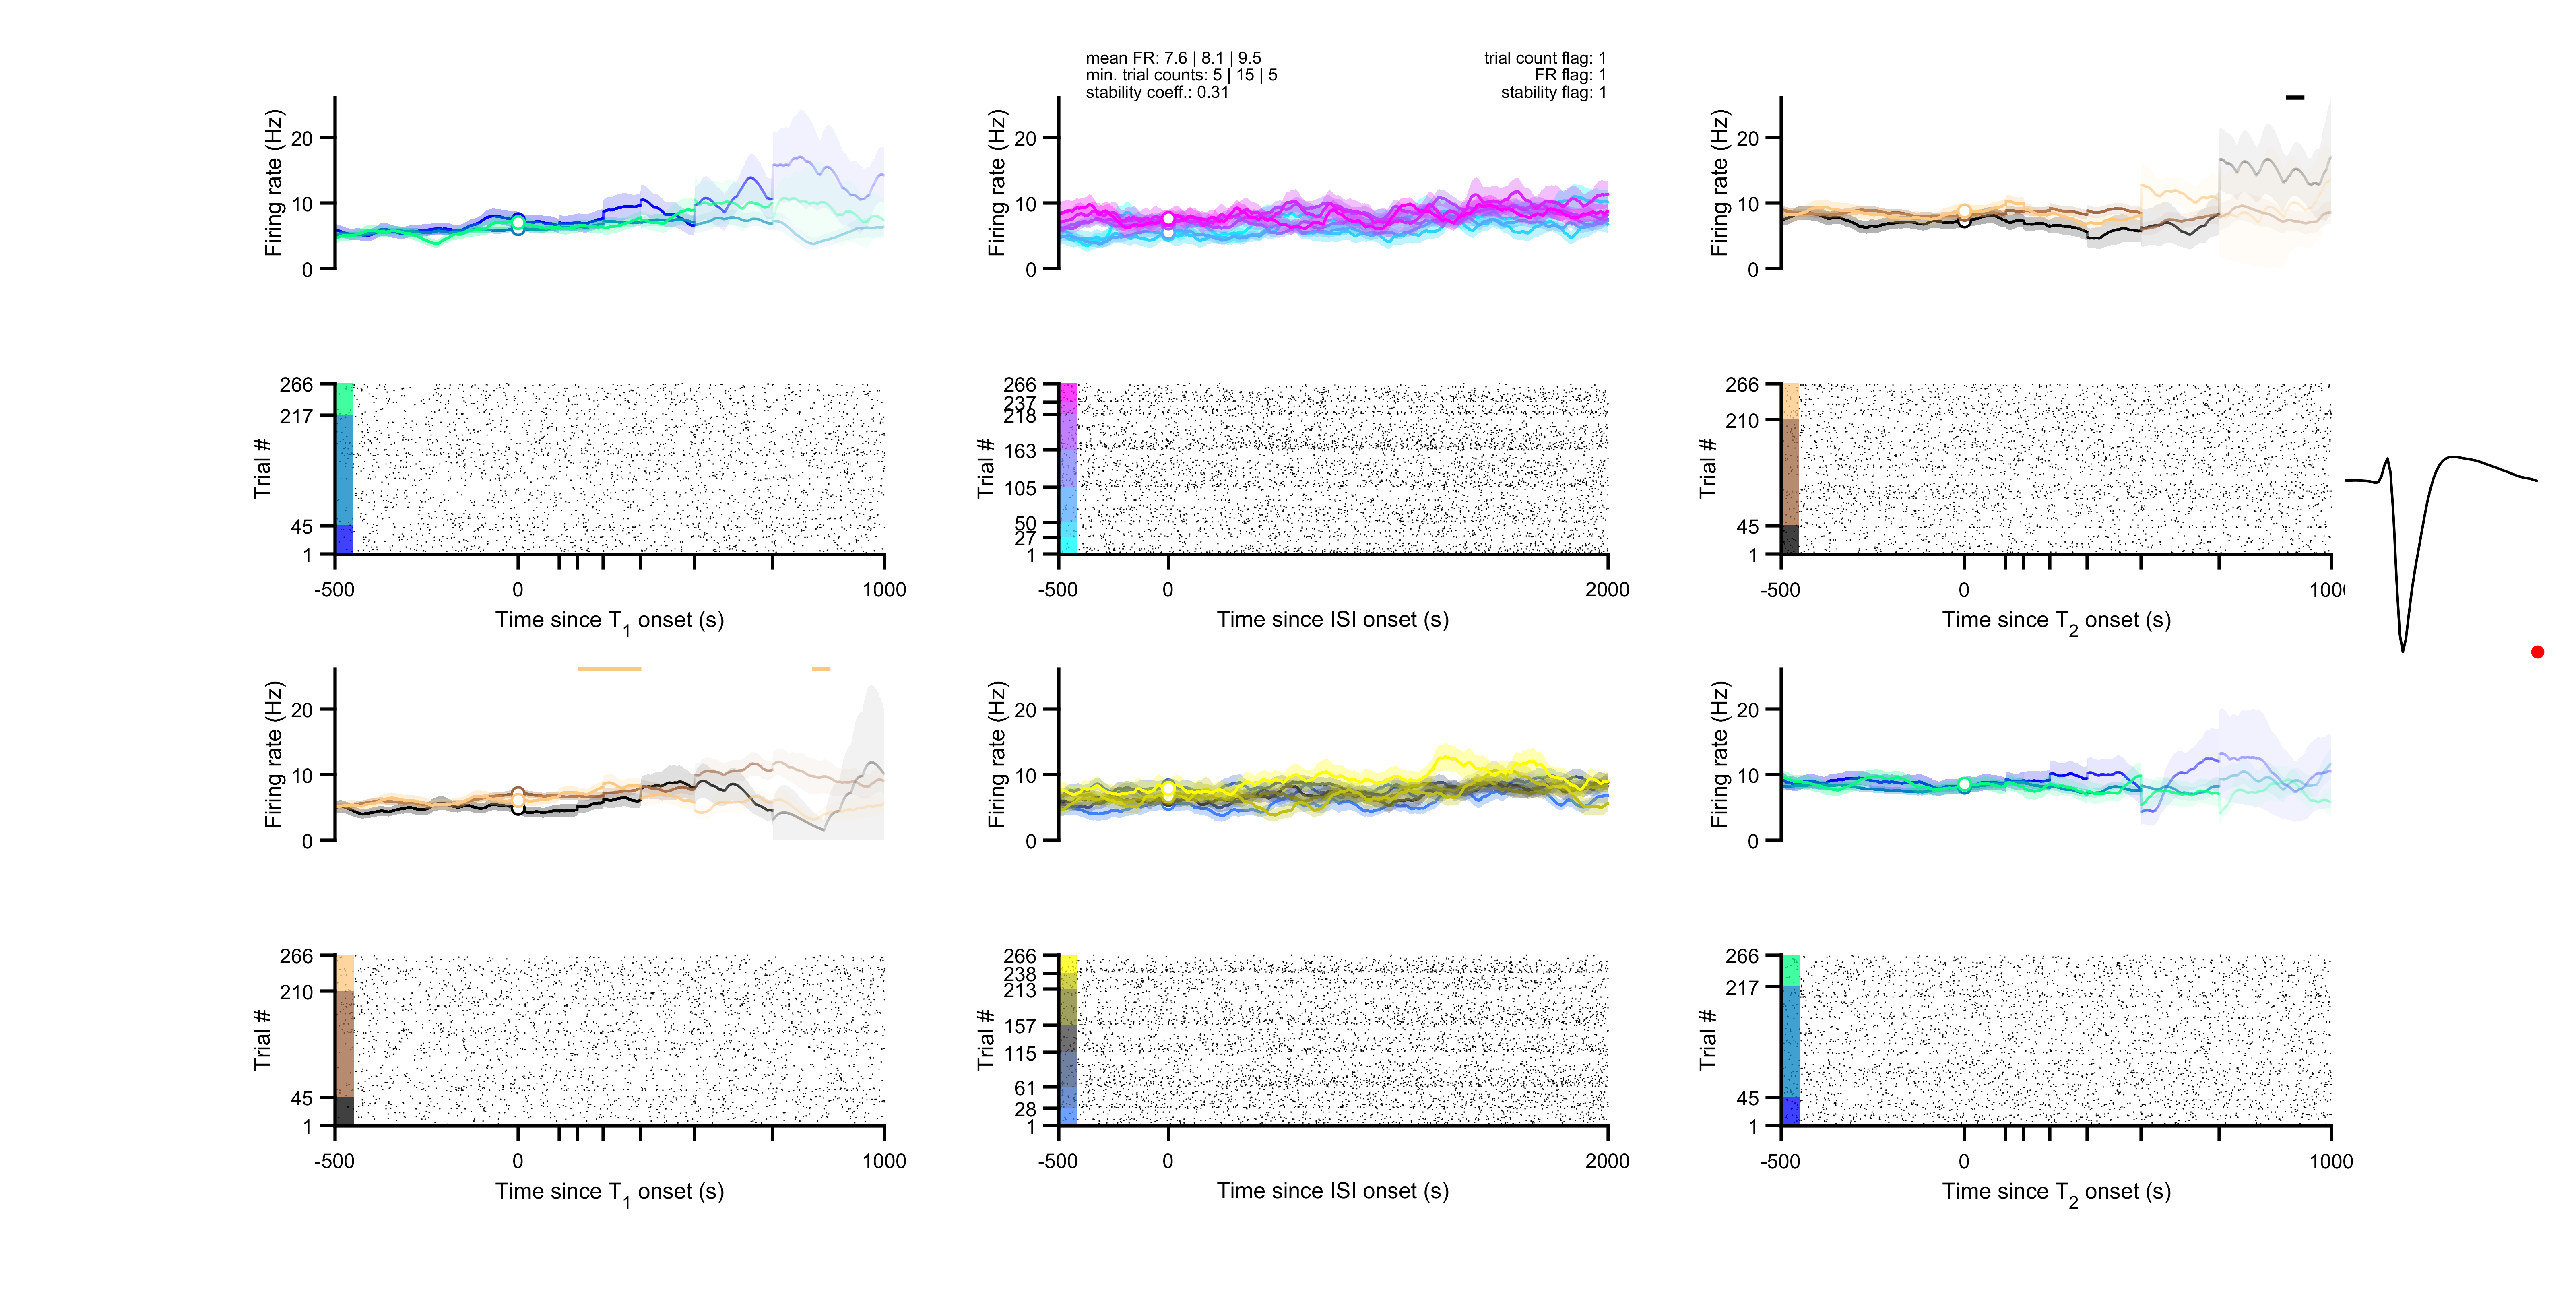 mean FR: 7.6 | 8.1 | 9.5
min. trial counts: 5 | 15 | 5
stability coeff.: 0.31
trial count flag: 1
FR flag: 1
stability flag: 1
Firing rate (Hz)
20
10
0
Firing rate (Hz)
20
10
0
Firing rate (Hz)
20
10
0
Trial #
266
217
45
1
-500
0
1000
Time since T1 onset (s)
Trial #
266
237
218
163
105
50
27
1
-500
0
2000
Time since ISI onset (s)
Trial #
266
210
45
1
-500
0
100
Time since T2 onset (s)
Firing rate (Hz)
20
10
0
Firing rate (Hz)
20
10
0
Firing rate (Hz)
20
10
0
Trial #
266
210
45
1
-500
0
1000
Time since T1 onset (s)
Trial #
266
238
213
157
115
61
28
1
-500
0
2000
Time since ISI onset (s)
Trial #
266
217
45
1
-500
0
1000
Time since T2 onset (s)